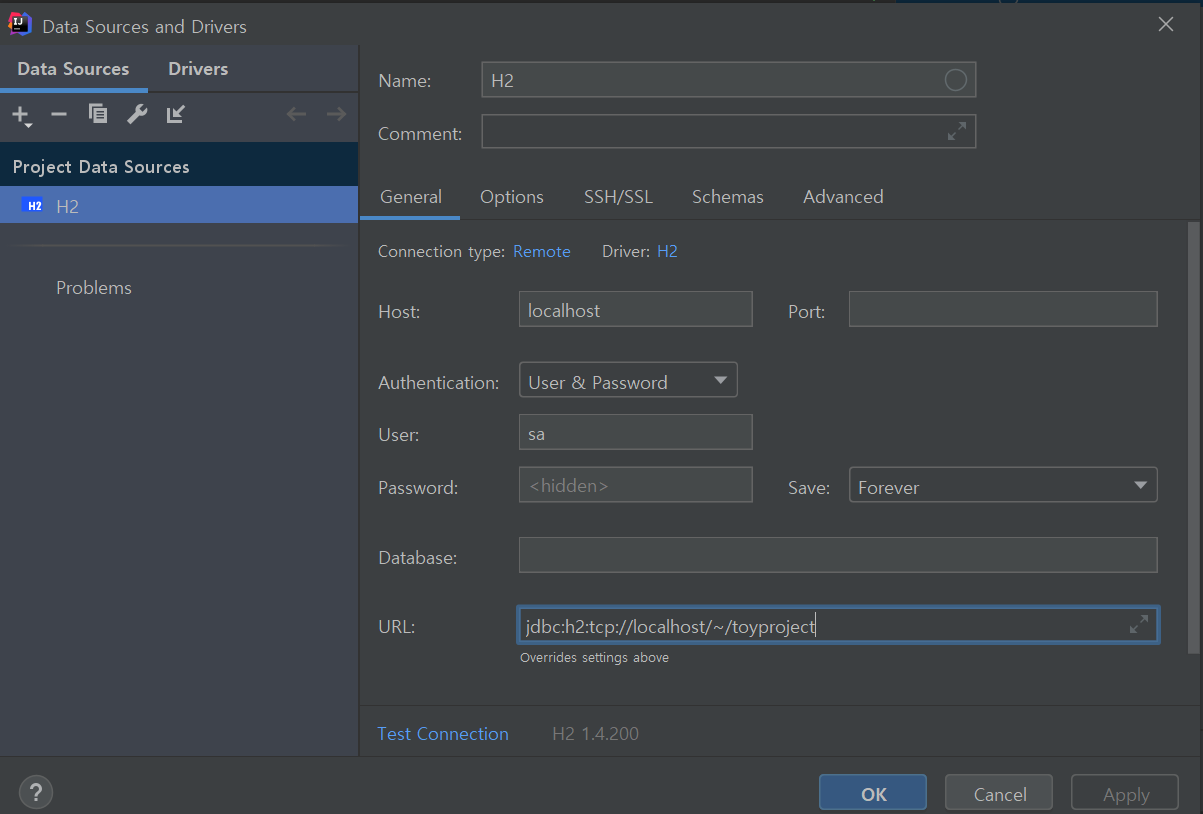 Data Sources and Drivers
Data Sources Drivers
Project Data Sources
H2 H2
Problems
Name: H2
Comment:
General Options SSH/SSL Schemas Advanced
Connection type: Remote Driver: H2
Host: localhost Port:
Authentication: User & Password
User: sa
Password: <hidden> Save: Forever
Database:
URL: jdbc:h2:tcp://localhost/~/toyproject
Overrides settings above
Test Connection H2 1.4.200
? OK Cancel Apply